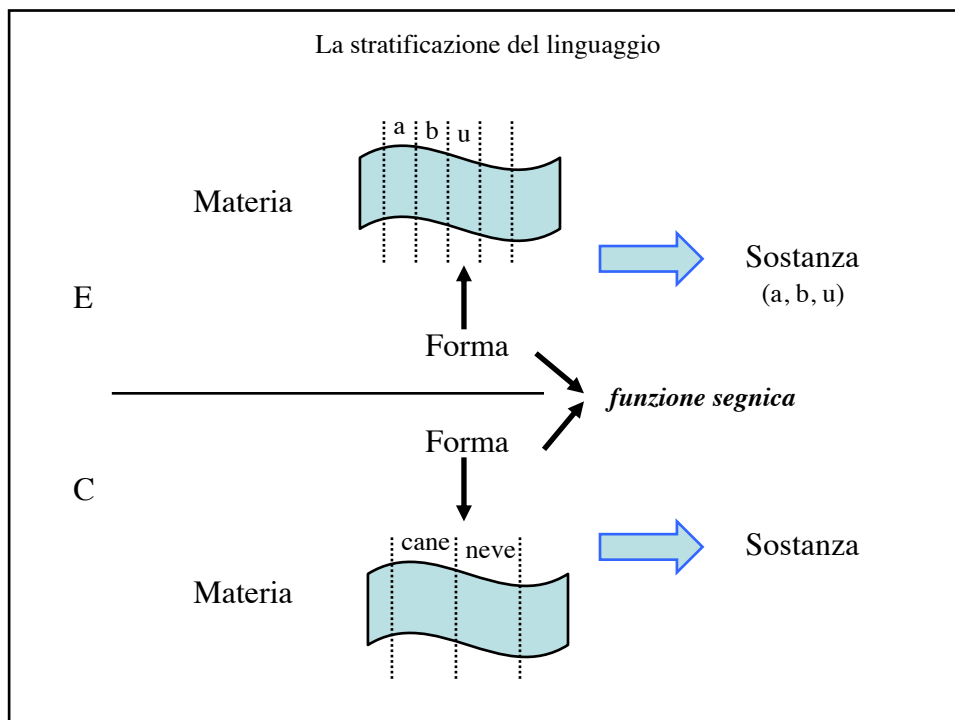 La stratificazione del linguaggio
a b u
Materia
Sostanza
(a, b, u)
E
Forma
funzione segnica
Forma
C
cane neve
Sostanza
Materia